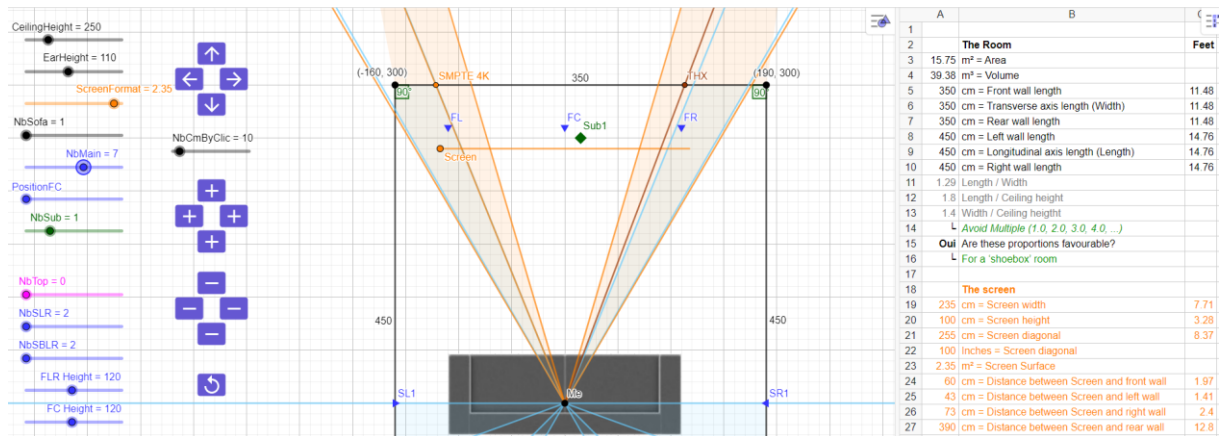 CeilingHeight = 250
EarHeight = 110
ScreenFormat = 2.35
NbSofa = 1
NbCmByClic = 10
NbMain = 7
PositionFC
NbSub = 1
NbTop = 0
NbSLR = 2
NbSBLR = 2
FLR Height = 120
FC Height = 120
(-160, 300)
SMPTE 4K
350
THX
(190, 300)
90°
90
FL
FC
FR
Sub1
Screen
450
450
SL1
Me
SR1
A B C
1
2 The Room Feet
3 15.75 m² = Area
4 39.38 m³ = Volume
5 350 cm = Front wall length 11.48
6 350 cm = Transverse axis length (Width) 11.48
7 350 cm = Rear wall length 11.48
8 450 cm = Left wall length 14.76
9 450 cm = Longitudinal axis length (Length) 14.76
10 450 cm = Right wall length 14.76
11 1.29 Length / Width
12 1.8 Length / Ceiling height
13 1.4 Width / Ceiling heigtht
14 └ Avoid Multiple (1.0, 2.0, 3.0, 4.0, ...)
15 Oui Are these proportions favourable?
16 └ For a 'shoebox' room
17
18 The screen
19 235 cm = Screen width 7.71
20 100 cm = Screen height 3.28
21 255 cm = Screen diagonal 8.37
22 100 Inches = Screen diagonal
23 2.35 m² = Screen Surface
24 60 cm = Distance between Screen and front wall 1.97
25 43 cm = Distance between Screen and left wall 1.41
26 73 cm = Distance between Screen and right wall 2.4
27 390 cm = Distance between Screen and rear wall 12.8